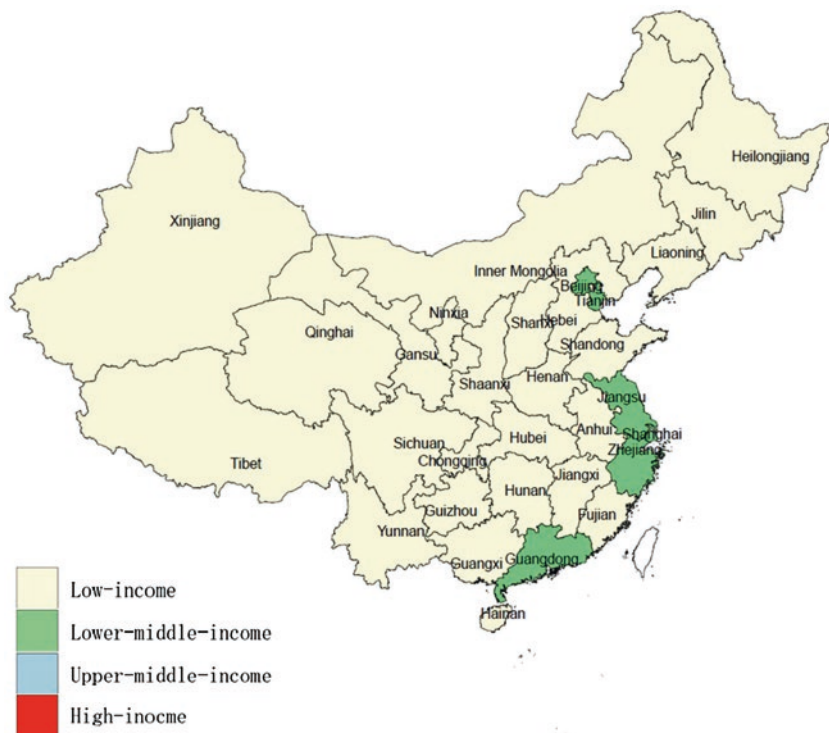 Heilongjiang
Jilin
Xinjiang
Liaoning
Inner Mongolia
Beijing
Tianjin
Ninxia
Shanxi
Hebei
Qinghai
Shandong
Gansu
Henan
Shaanxi
Jiangsu
Anhui
Shanghai
Hubei
Sichuan
Zhejiang
Tibet
Chongqing
Jiangxi
Hunan
Guizhou
Fujian
Yunnan
Guangxi
Guangdong
Hainan
Low-income
Lower-middle-income
Upper-middle-income
High-inocme